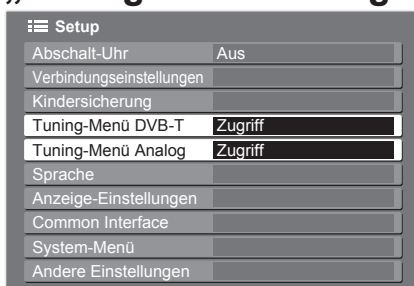 Setup
Abschalt-Uhr Aus
Verbindungseinstellungen
Kindersicherung
Tuning-Menü DVB-T Zugriff
Tuning-Menü Analog Zugriff
Sprache
Anzeige-Einstellungen
Common Interface
System-Menü
Andere Einstellungen